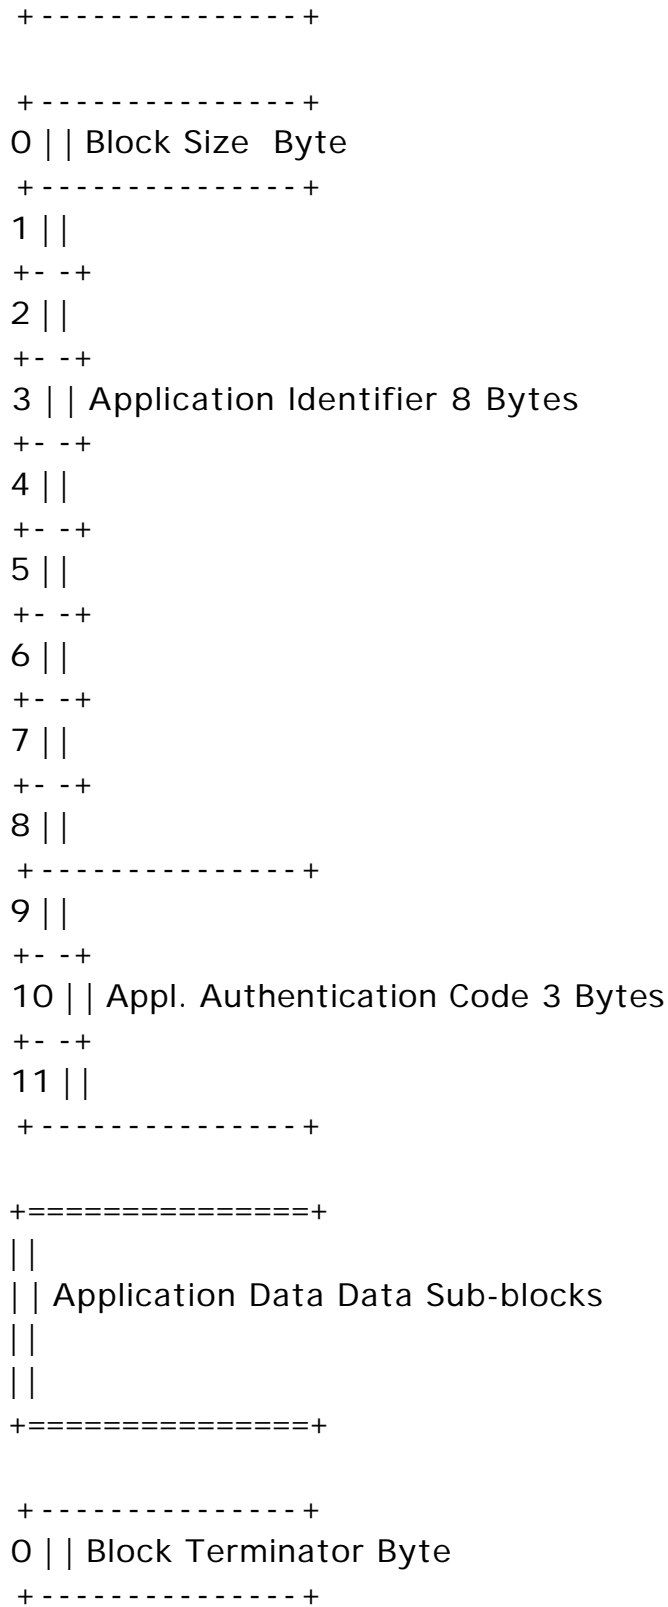 +---------------+
+---------------+
0 | | Block Size  Byte
+---------------+
1 | |
+- -+
2 | |
+- -+
3 | | Application Identifier 8 Bytes
+- -+
4 | |
+- -+
5 | |
+- -+
6 | |
+- -+
7 | |
+- -+
8 | |
+---------------+
9 | |
+- -+
10 | | Appl. Authentication Code 3 Bytes
+- -+
11 | |
+---------------+
+===============+
| |
| | Application Data Data Sub-blocks
| |
| |
+===============+
+---------------+
0 | | Block Terminator Byte
+---------------+